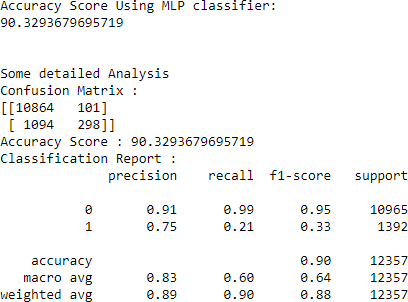 Accuracy Score Using MLP classifier:
90.3293679695719
Some detailed Analysis
Confusion Matrix :
[[10864   101]
 [ 1094   298]]
Accuracy Score : 90.3293679695719
Classification Report :
              precision    recall  f1-score   support
           0       0.91      0.99      0.95     10965
           1       0.75      0.21      0.33      1392
    accuracy                           0.90     12357
   macro avg       0.83      0.60      0.64     12357
weighted avg       0.89      0.90      0.88     12357